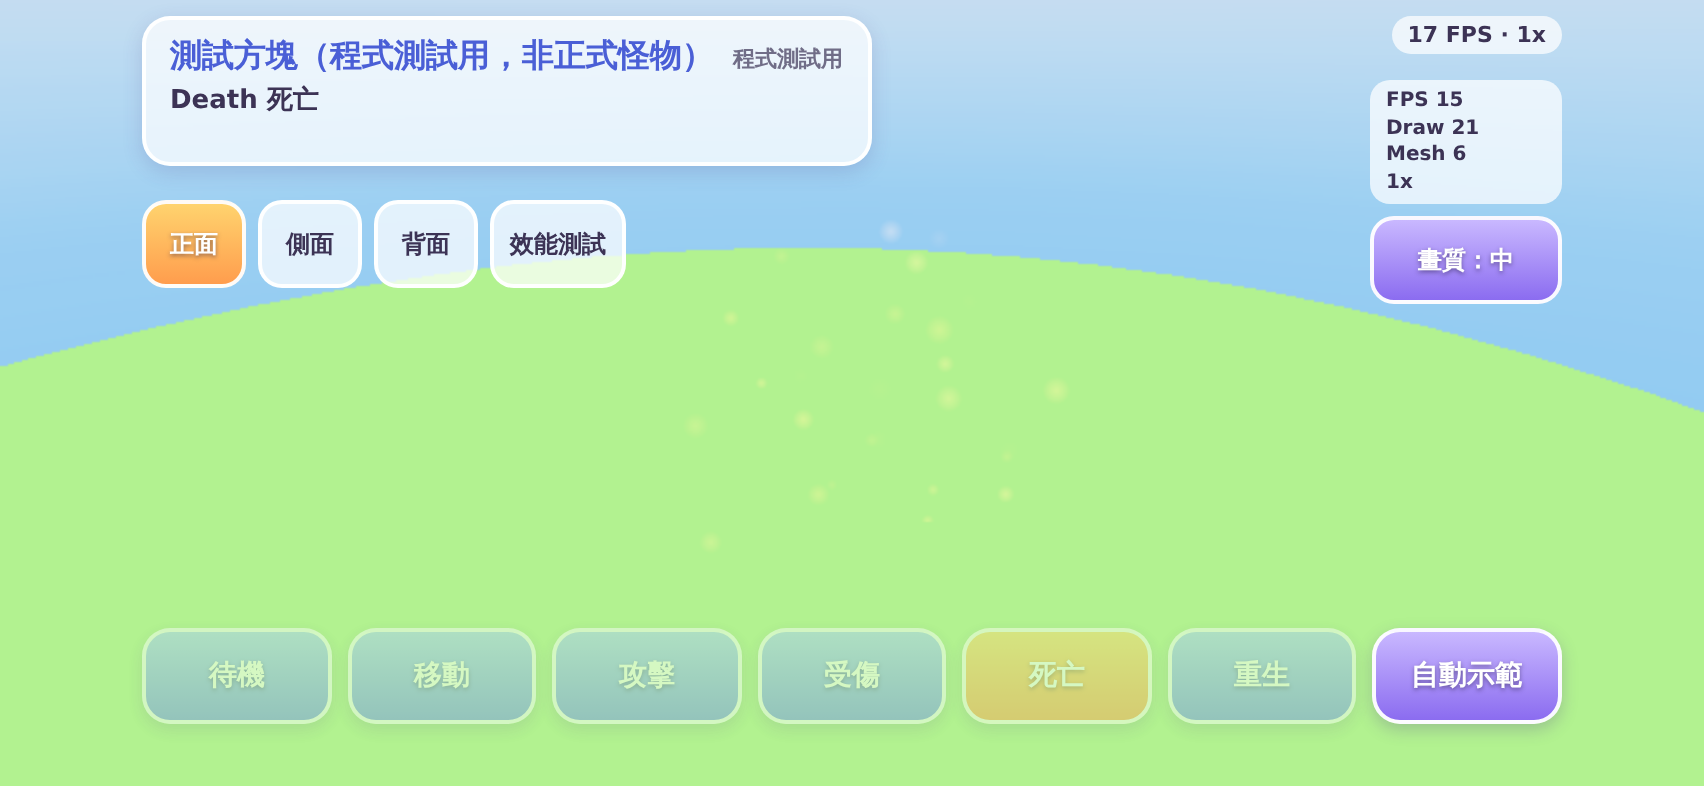 測試方塊（程式測試用，非正式怪物） 程式測試用
Death 死亡
17 FPS · 1x
FPS 15
Draw 21
Mesh 6
1x
正面
側面
背面
效能測試
畫質：中
待機
移動
攻擊
受傷
死亡
重生
自動示範